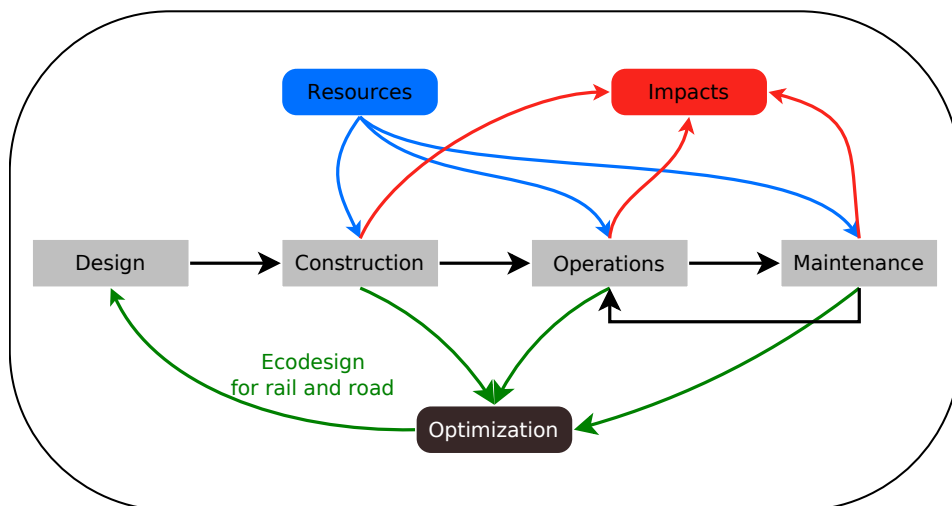 Resources
Impacts
Design
Construction
Operations
Maintenance
Ecodesign
for rail and road
Optimization